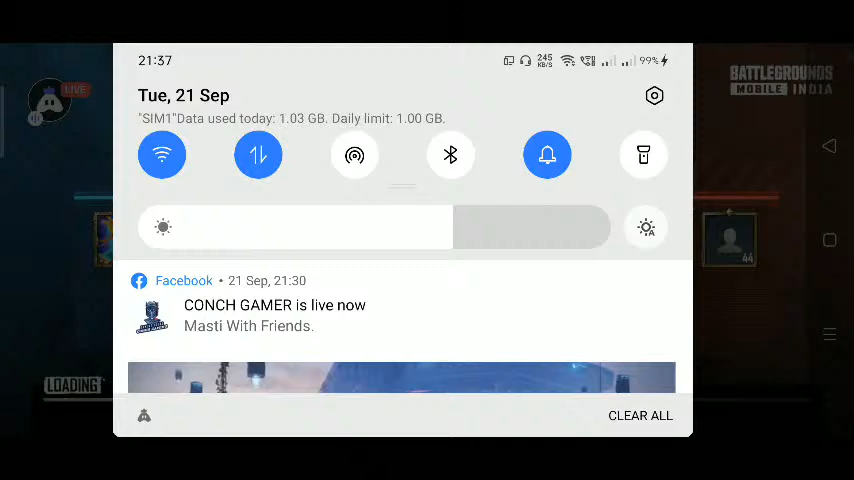 21:37
245
KB/S
99%
Tue, 21 Sep
"SIM1"Data used today: 1.03 GB. Daily limit: 1.00 GB.
LIVE
BATTLEGROUNDS
MOBILE INDIA
A
44
Facebook • 21 Sep, 21:30
CONCH GAMER is live now
Masti With Friends.
LOADING
CLEAR ALL